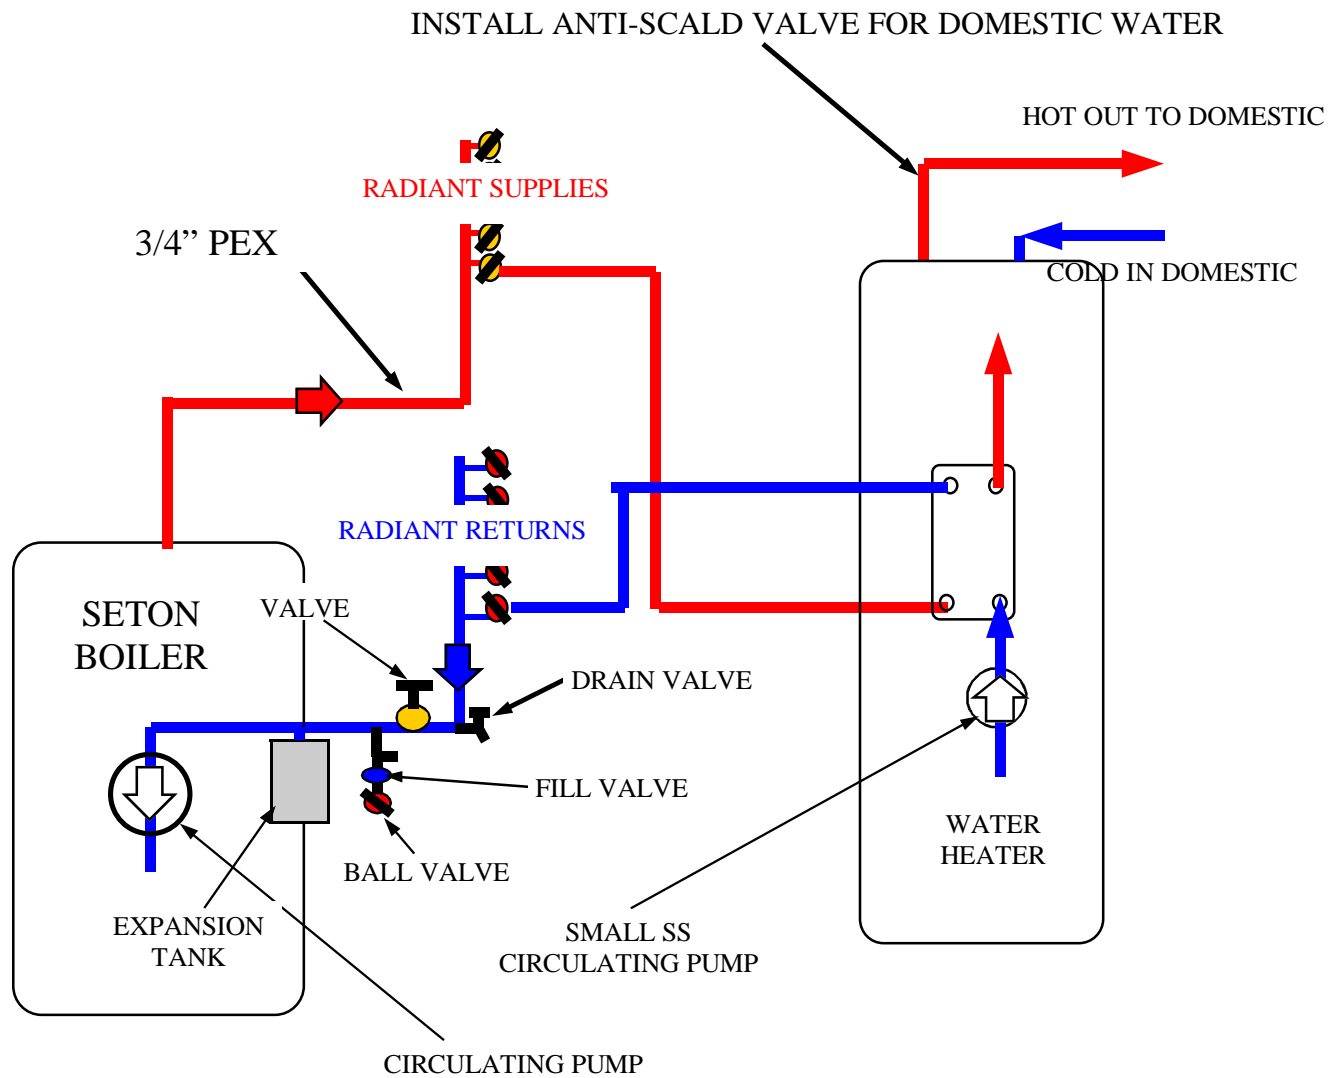 INSTALL ANTI-SCALD VALVE FOR DOMESTIC WATER
HOT OUT TO DOMESTIC
RADIANT SUPPLIES
3/4” PEX
COLD IN DOMESTIC
RADIANT RETURNS
SETON
BOILER
VALVE
DRAIN VALVE
FILL VALVE
BALL VALVE
WATER
HEATER
EXPANSION
TANK
SMALL SS
CIRCULATING PUMP
CIRCULATING PUMP